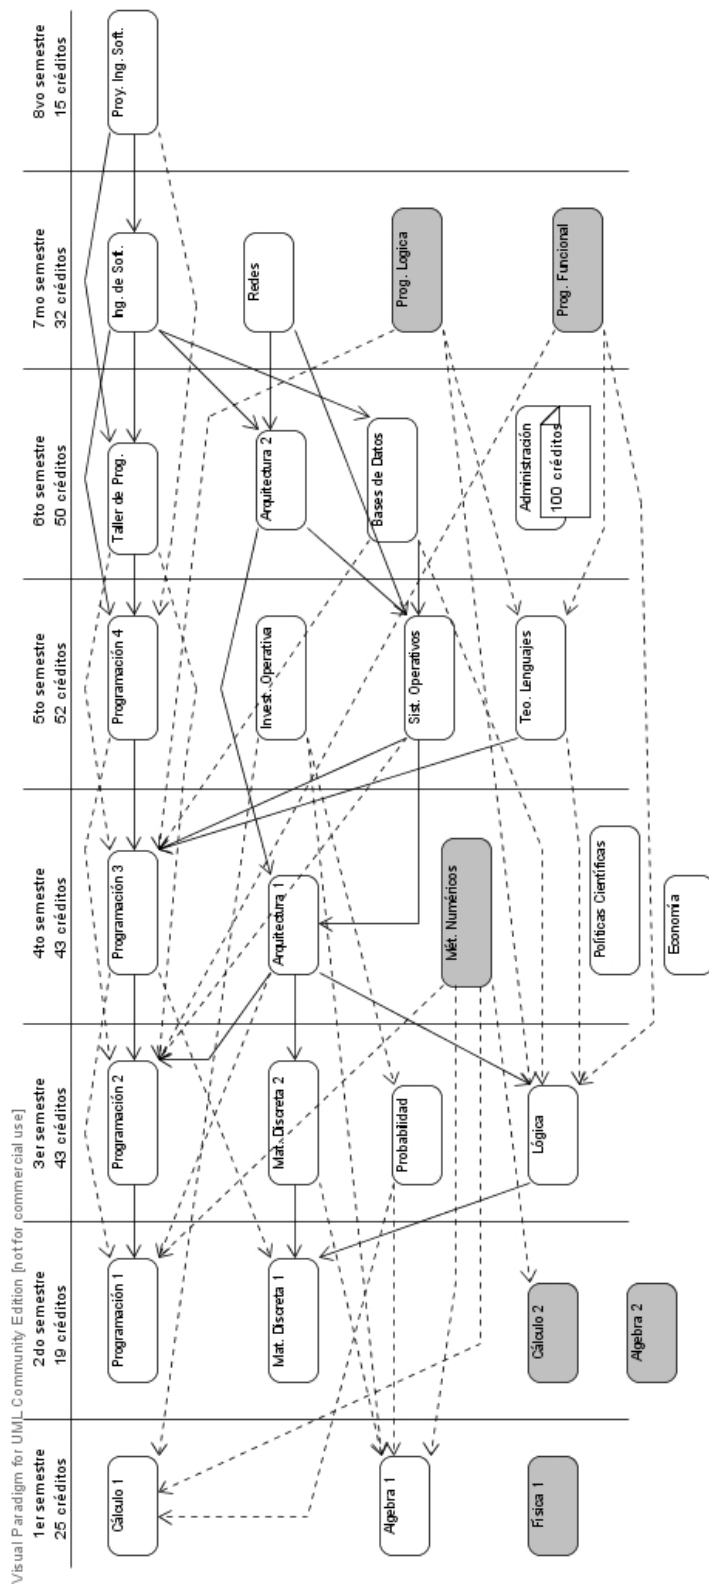 Visual Paradigm for UML Community Edition [not for commercial use]
1er semestre
25 créditos
Cálculo 1
Algebra 1
Física 1
2do semestre
19 créditos
Programación 1
Mat. Discreta 1
Cálculo 2
Algebra 2
3er semestre
43 créditos
Programación 2
Mat. Discreta 2
Probabilidad
Lógica
4to semestre
43 créditos
Programación 3
Arquitectura 1
Mét. Numéricos
Políticas Científicas
Economía
5to semestre
52 créditos
Programación 4
Invest. Operativa
Sist. Operativos
Teo. Lenguajes
6to semestre
50 créditos
Taller de Prog.
Arquitectura 2
Bases de Datos
Administración
100 créditos
7mo semestre
32 créditos
Ing. de Soft.
Redes
Prog. Logica
Prog. Funcional
8vo semestre
15 créditos
Proy. Ing. Soft.